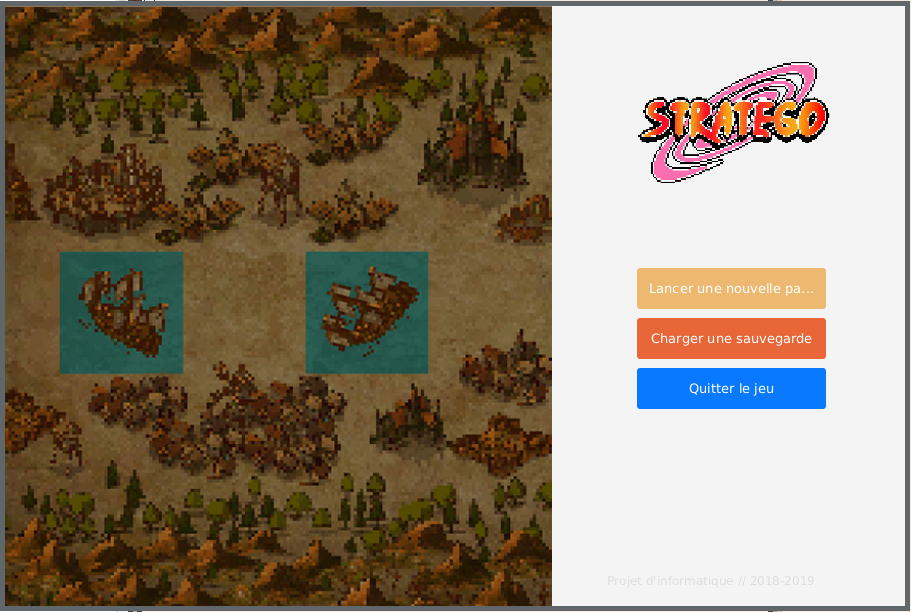 STRATEGO
Lancer une nouvelle pa...
Charger une sauvegarde
Quitter le jeu
Projet d'informatique // 2018-2019